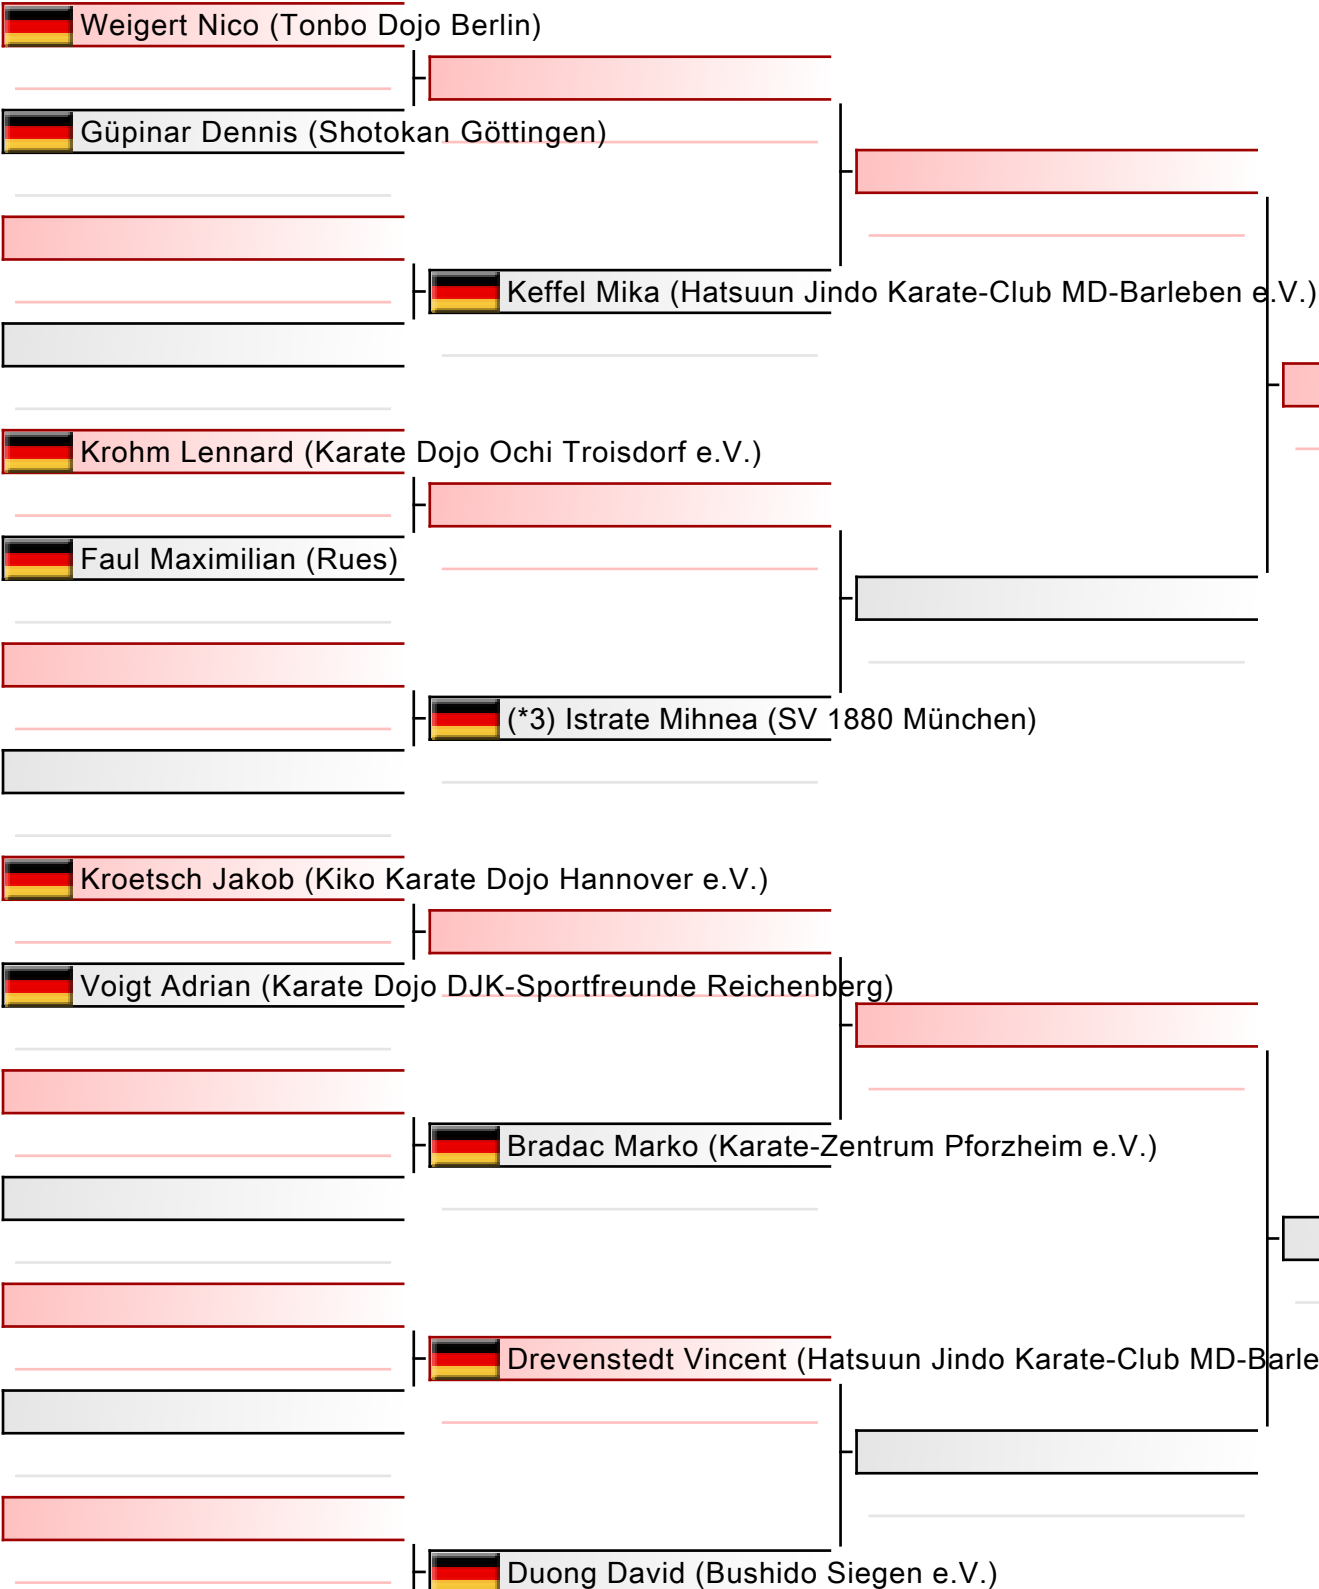 Weigert Nico (Tonbo Dojo Berlin)
Güpinar Dennis (Shotokan Göttingen)
Keffel Mika (Hatsuun Jindo Karate-Club MD-Barleben e.V.)
Krohm Lennard (Karate Dojo Ochi Troisdorf e.V.)
Faul Maximilian (Rues)
(*3) Istrate Mihnea (SV 1880 München)
Kroetsch Jakob (Kiko Karate Dojo Hannover e.V.)
Voigt Adrian (Karate Dojo DJK-Sportfreunde Reichenberg)
Bradac Marko (Karate-Zentrum Pforzheim e.V.)
Drevenstedt Vincent (Hatsuun Jindo Karate-Club MD-Barle
Duong David (Bushido Siegen e.V.)